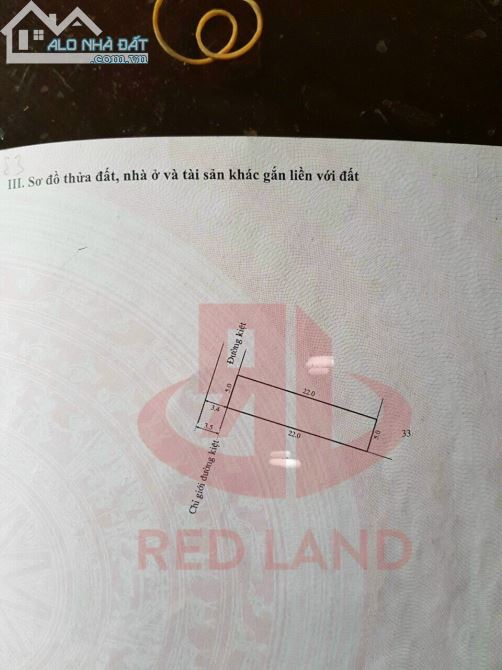 ALO NHÀ ĐẤT
.com.vn
83
III. Sơ đồ thửa đất, nhà ở và tài sản khác gắn liền với đất
Đường kiệt
5.0
22.0
3,4
3,5
22.0
5.0
33
Chỉ giới đường kiệt
RED LAND